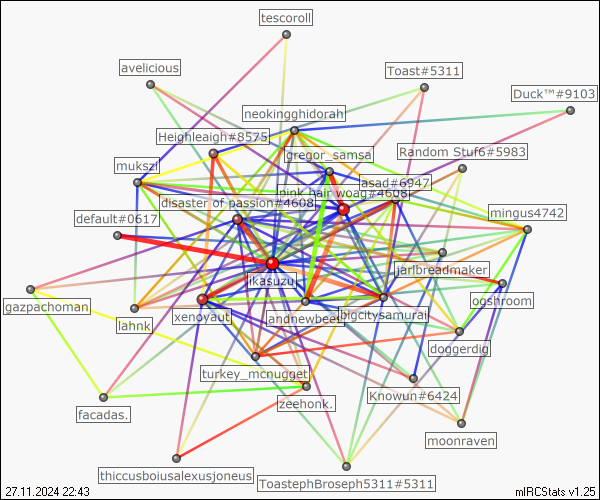 tescoroll
avelicious
Toast#5311
Duck™#9103
neokingghidorah
Heighleaigh#8575
gregor_samsa
Random Stuf6#5983
mukszi
pink hair woag#4608
asad#6947
disaster of passion#4608
mingus4742
default#0617
jarlbreadmaker
ikasuzu
ogshroom
gazpachoman
lahnk
xenoyaut
andnewbeet
bigcitysamurai
doggerdig
turkey_mcnugget
zeehonk.
Knowun#6424
facadas.
moonraven
thiccusboiusalexusjoneus
ToastephBroseph5311#5311
27.11.2024 22:43
mIRCStats v1.25